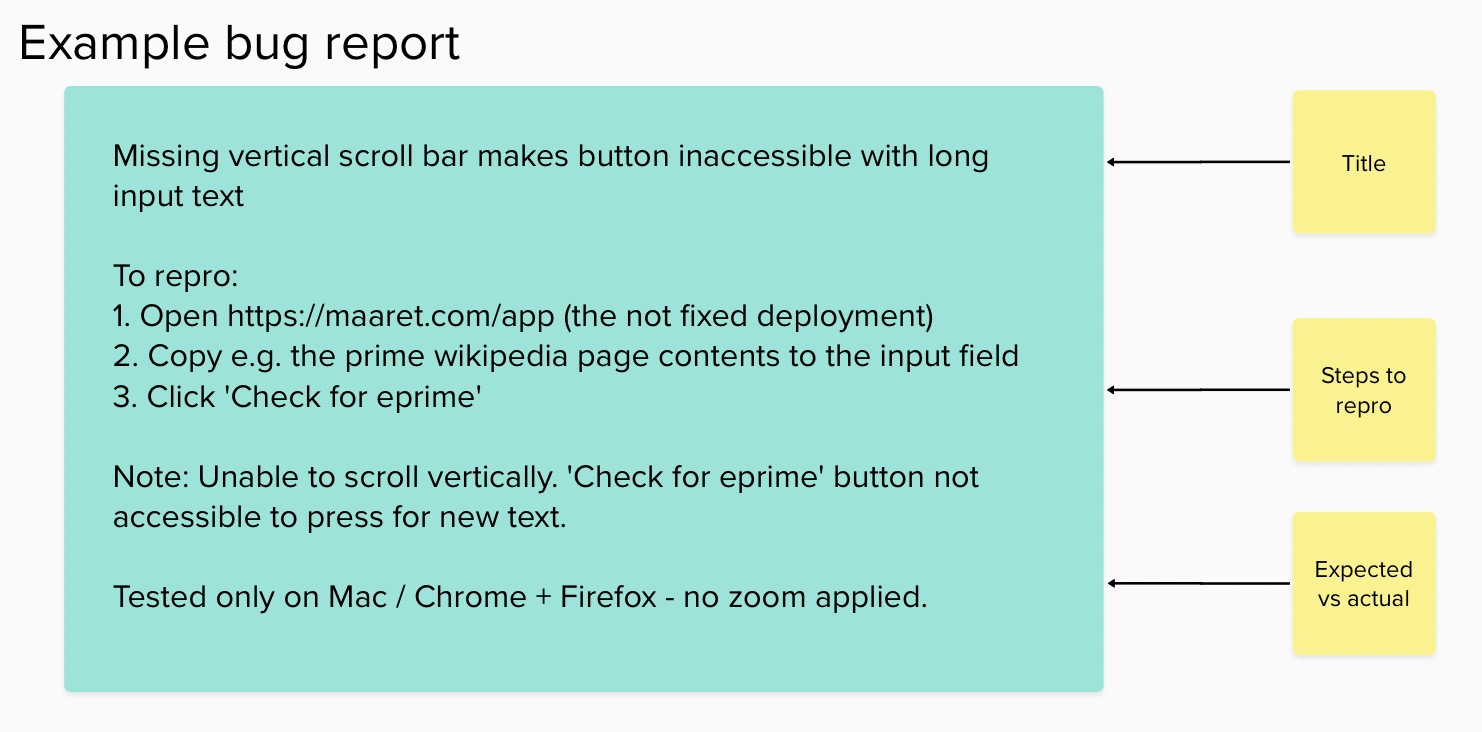 Example bug report
Missing vertical scroll bar makes button inaccessible with long
input text
To repro:
1. Open https://maaret.com/app (the not fixed deployment)
2. Copy e.g. the prime wikipedia page contents to the input field
3. Click 'Check for eprime'
Note: Unable to scroll vertically. 'Check for eprime' button not
accessible to press for new text.
Tested only on Mac / Chrome + Firefox - no zoom applied.
Title
Steps to
repro
Expected
vs actual